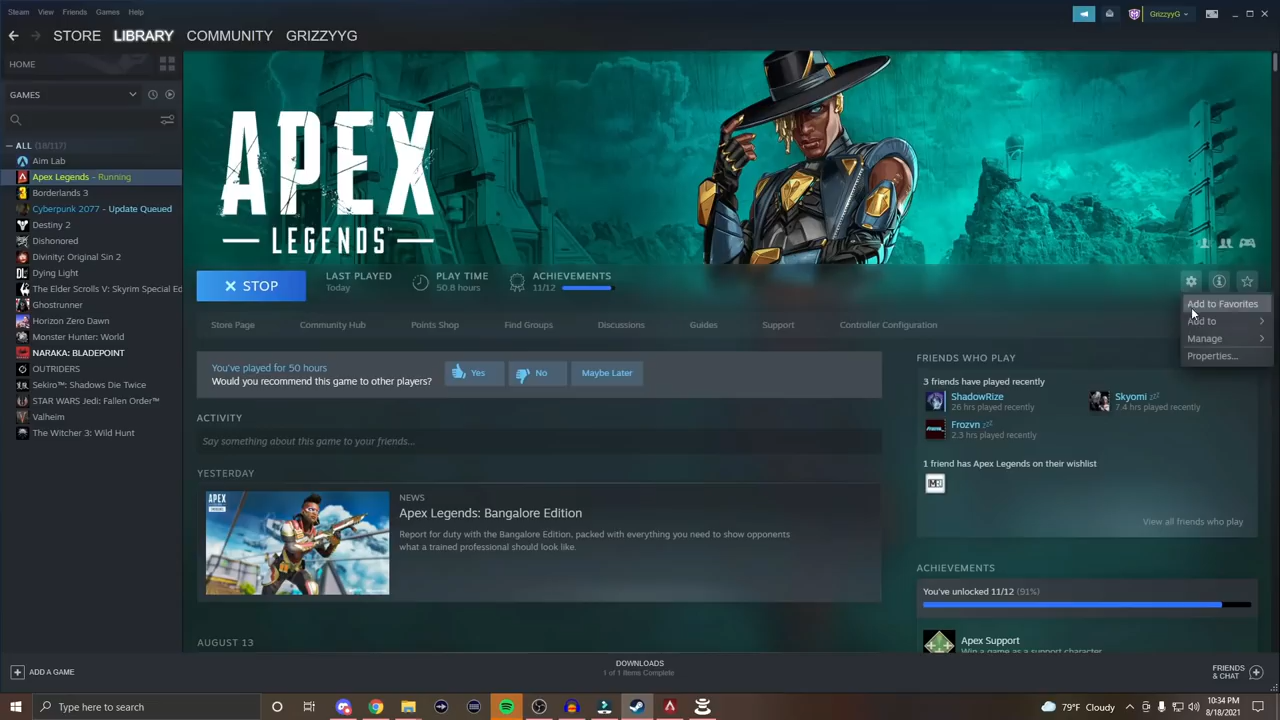 Steam View Friends Games Help
GrizzyyG
STORE LIBRARY COMMUNITY GRIZZYYG
HOME
GAMES
ALL (18/117)
Aim Lab
Apex Legends – Running
Borderlands 3
Cyberpunk 2077 – Update Queued
Destiny 2
Dishonored
Divinity: Original Sin 2
Dying Light
The Elder Scrolls V: Skyrim Special Ed
Ghostrunner
Horizon Zero Dawn
Monster Hunter: World
NARAKA: BLADEPOINT
OUTRIDERS
Sekiro™: Shadows Die Twice
STAR WARS Jedi: Fallen Order™
Valheim
The Witcher 3: Wild Hunt
APEX
LEGENDS™
STOP
LAST PLAYED
Today
PLAY TIME
50.8 hours
ACHIEVEMENTS
11/12
Add to Favorites
Add to
Manage
Properties...
Store Page Community Hub Points Shop Find Groups Discussions Guides Support Controller Configuration
You've played for 50 hours
Would you recommend this game to other players?
Yes No Maybe Later
ACTIVITY
Say something about this game to your friends...
YESTERDAY
APEX
NEWS
Apex Legends: Bangalore Edition
Report for duty with the Bangalore Edition, packed with everything you need to show opponents
what a trained professional should look like.
AUGUST 13
FRIENDS WHO PLAY
3 friends have played recently
ShadowRize
26 hrs played recently
Skyomi zzz
7.4 hrs played recently
Frozvn zzz
2.3 hrs played recently
1 friend has Apex Legends on their wishlist
View all friends who play
ACHIEVEMENTS
You've unlocked 11/12 (91%)
Apex Support
Win a game as a support character
ADD A GAME
DOWNLOADS
1 of 1 Items Complete
FRIENDS
& CHAT
Type here to search
79°F Cloudy
10:34 PM
8/18/2021